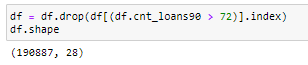 df = df.drop(df[(df.cnt_loans90 > 72)].index)
df.shape
(190887, 28)